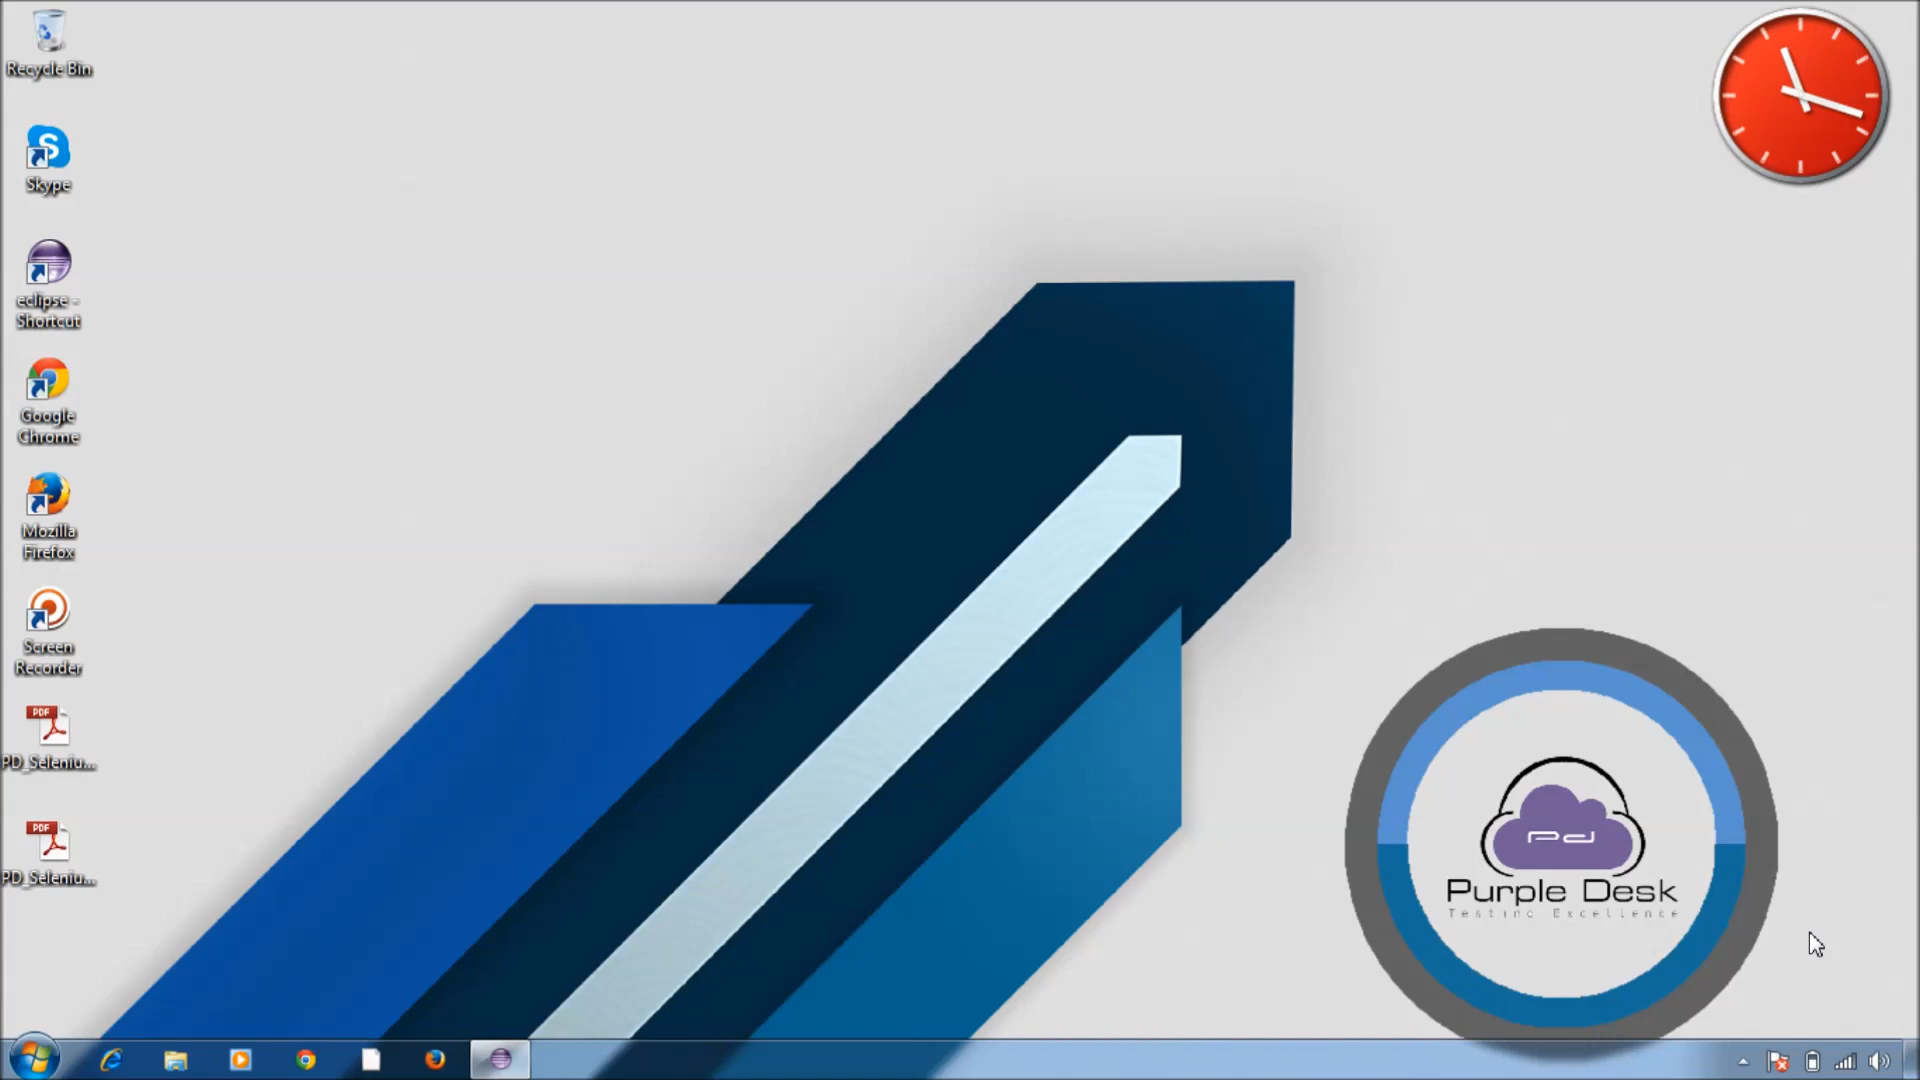 Recycle Bin
Skype
eclipse -
Shortcut
Google
Chrome
Mozilla
Firefox
Screen
Recorder
PDF
PD_Seleniu...
PDF
PD_Seleniu...
Pd
Purple Desk
Testing Excellence